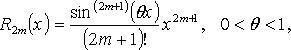 R_{2m}(x) = \frac{\sin^{(2m+1)}(\theta x)}{(2m+1)!} x^{2m+1}, 0 < \theta < 1,